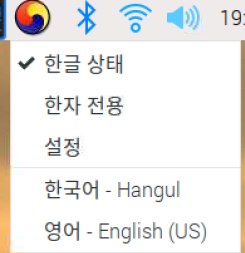 19:
한글 상태
한자 전용
설정
한국어 - Hangul
영어 - English (US)